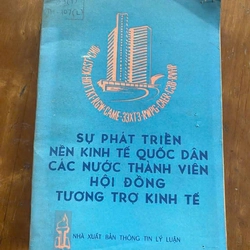 SỰ PHÁT TRIỂN
NỀN KINH TẾ QUỐC DÂN
CÁC NƯỚC THÀNH VIÊN
HỘI ĐỒNG
TƯƠNG TRỢ KINH TẾ
NHÀ XUẤT BẢN THÔNG TIN LÝ LUẬN